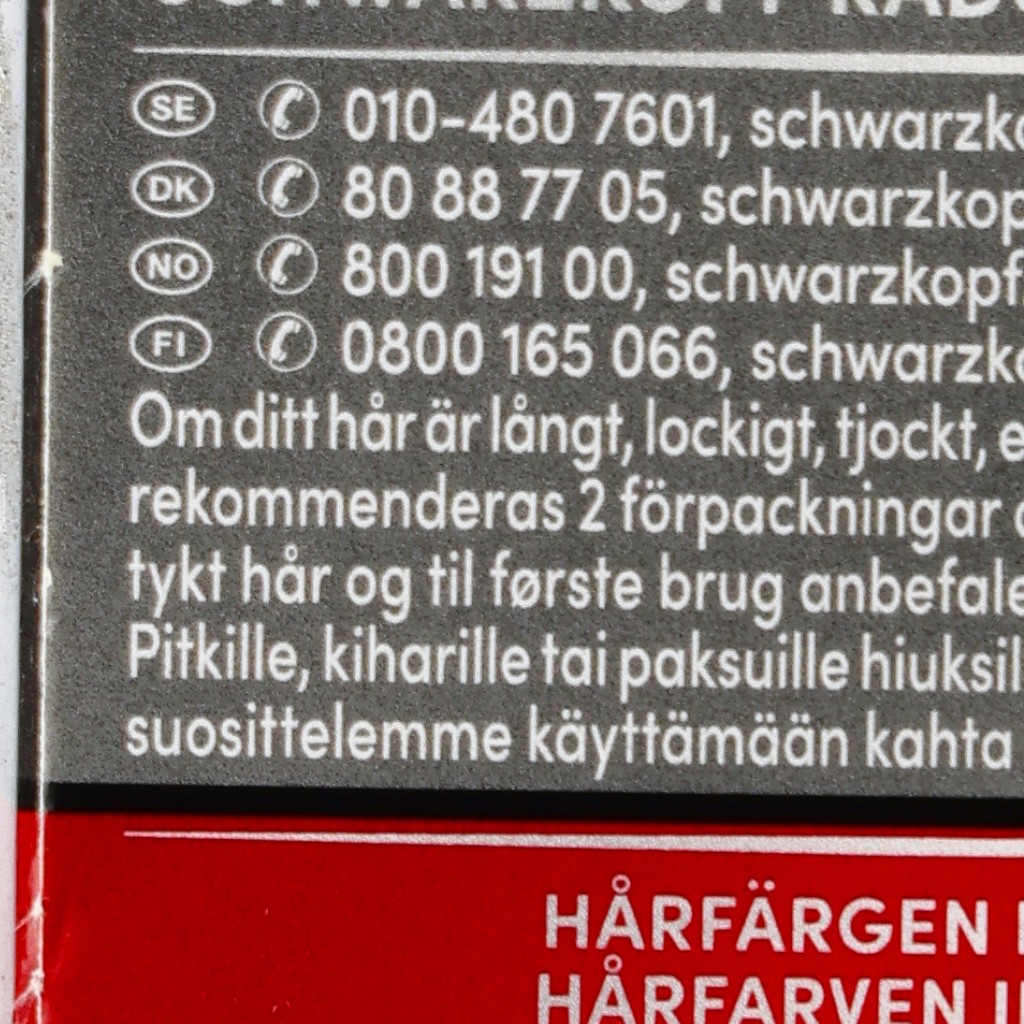 SCHWARZKOPF
SE 010-480 7601, schwarzk
DK 80 88 77 05, schwarzkop
NO 800 191 00, schwarzkopf
FI 0800 165 066, schwarzk
Om ditt hår är långt, lockigt, tjockt, e
rekommenderas 2 förpackningar
tykt hår og til første brug anbefale
Pitkille, kiharille tai paksuille hiuksil
suosittelemme käyttämään kahta
HÅRFÄRGEN
HÅRFARVEN